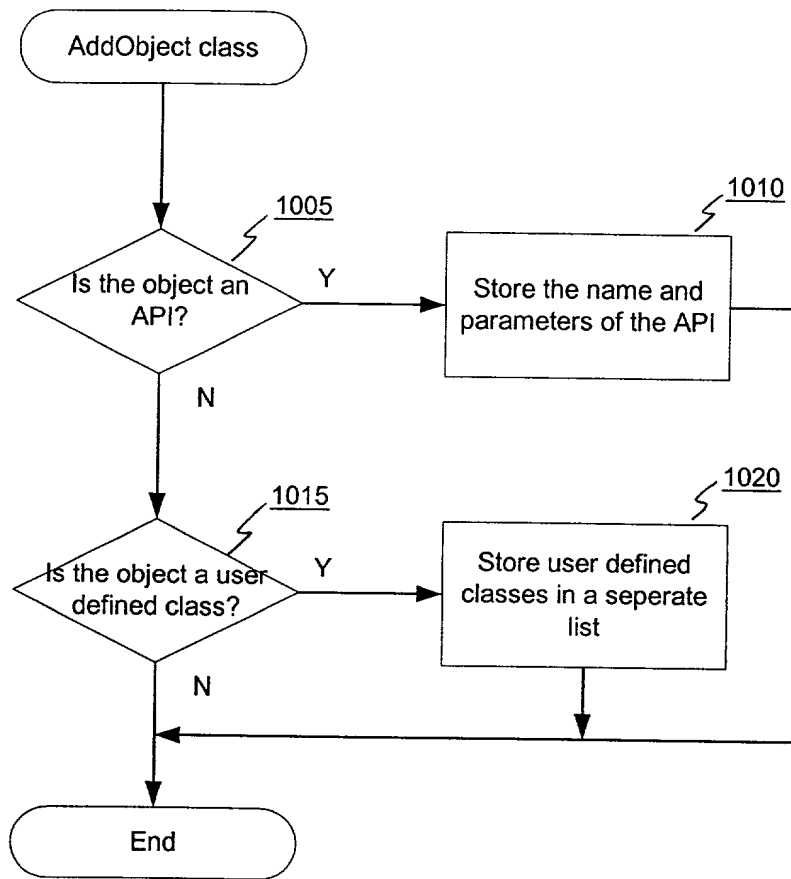 AddObject class
1005
Is the object an
API?
Y
1010
Store the name and
parameters of the API
N
1015
Is the object a user
defined class?
Y
1020
Store user defined
classes in a seperate
list
N
End